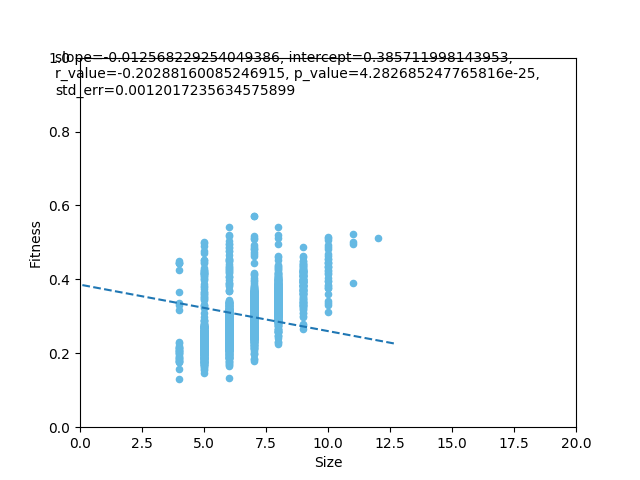 slope=-0.012568229254049386, intercept=0.385711998143953,
r_value=-0.20288160085246915, p_value=4.282685247765816e-25,
std_err=0.0012017235634575899
1.0
0.8
0.6
0.4
0.2
0.0
Fitness
0.0 2.5 5.0 7.5 10.0 12.5 15.0 17.5 20.0
Size